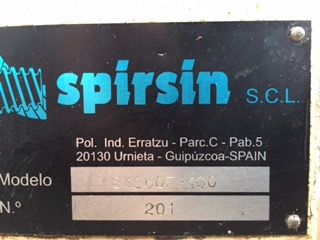 spirsin S.C.L.
Pol. Ind. Erratzu - Parc.C - Pab.5
20130 Urnieta - Guipúzcoa-SPAIN
Modelo
N.º 201